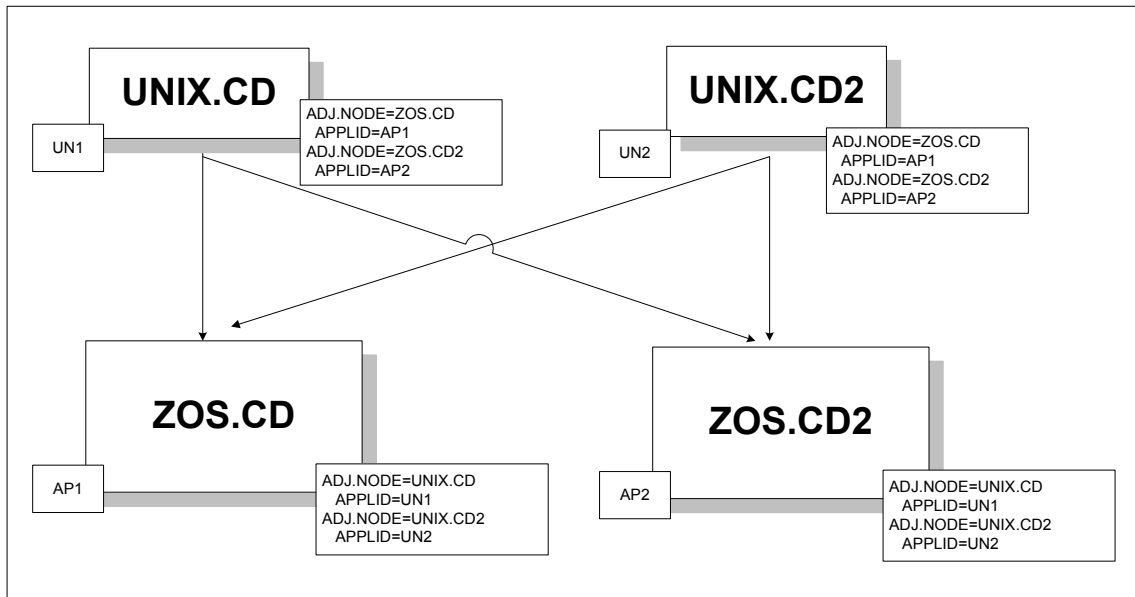 UNIX.CD
UN1
ADJ.NODE=ZOS.CD
APPLID=AP1
ADJ.NODE=ZOS.CD2
APPLID=AP2
UNIX.CD2
UN2
ADJ.NODE=ZOS.CD
APPLID=AP1
ADJ.NODE=ZOS.CD2
APPLID=AP2
ZOS.CD
AP1
ADJ.NODE=UNIX.CD
APPLID=UN1
ADJ.NODE=UNIX.CD2
APPLID=UN2
ZOS.CD2
AP2
ADJ.NODE=UNIX.CD
APPLID=UN1
ADJ.NODE=UNIX.CD2
APPLID=UN2